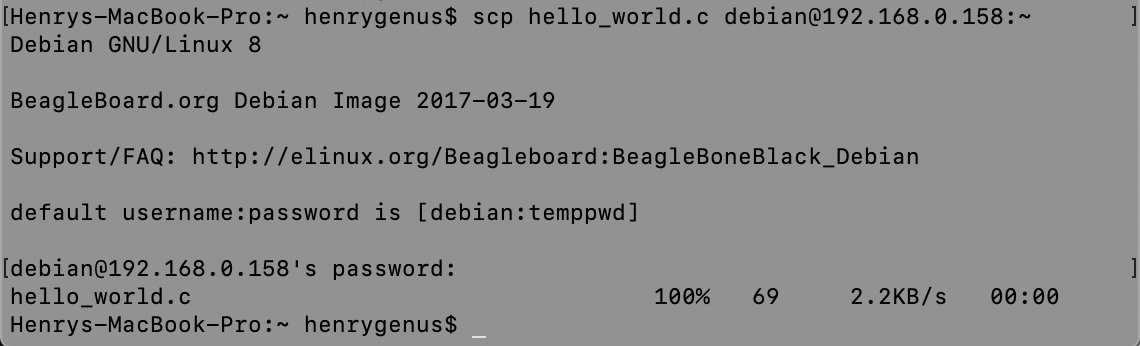 [Henrys-MacBook-Pro:~ henrygenus$ scp hello_world.c debian@192.168.0.158:~ ]
Debian GNU/Linux 8
BeagleBoard.org Debian Image 2017-03-19
Support/FAQ: http://elinux.org/Beagleboard:BeagleBoneBlack_Debian
default username:password is [debian:temppwd]
[debian@192.168.0.158's password: ]
hello_world.c 100% 69 2.2KB/s 00:00
Henrys-MacBook-Pro:~ henrygenus$ _